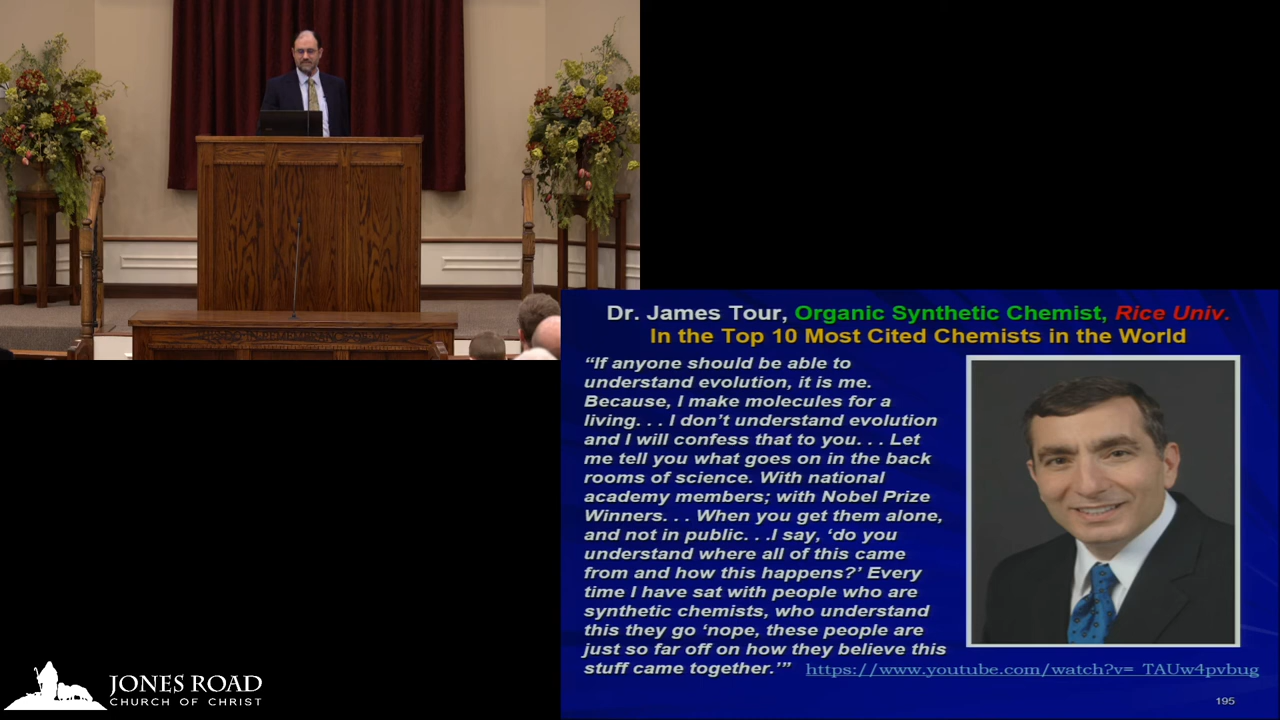 Dr. James Tour, Organic Synthetic Chemist, Rice Univ.
In the Top 10 Most Cited Chemists in the World
“If anyone should be able to
understand evolution, it is me.
Because, I make molecules for a
living. . . I don’t understand evolution
and I will confess that to you. . . Let
me tell you what goes on in the back
rooms of science. With national
academy members; with Nobel Prize
Winners. . . When you get them alone,
and not in public. . .I say, ‘do you
understand where all of this came
from and how this happens?’ Every
time I have sat with people who are
synthetic chemists, who understand
this they go ‘nope, these people are
just so far off on how they believe this
stuff came together.’” https://www.youtube.com/watch?v=_TAUw4pvbug
195
JONES ROAD
CHURCH OF CHRIST